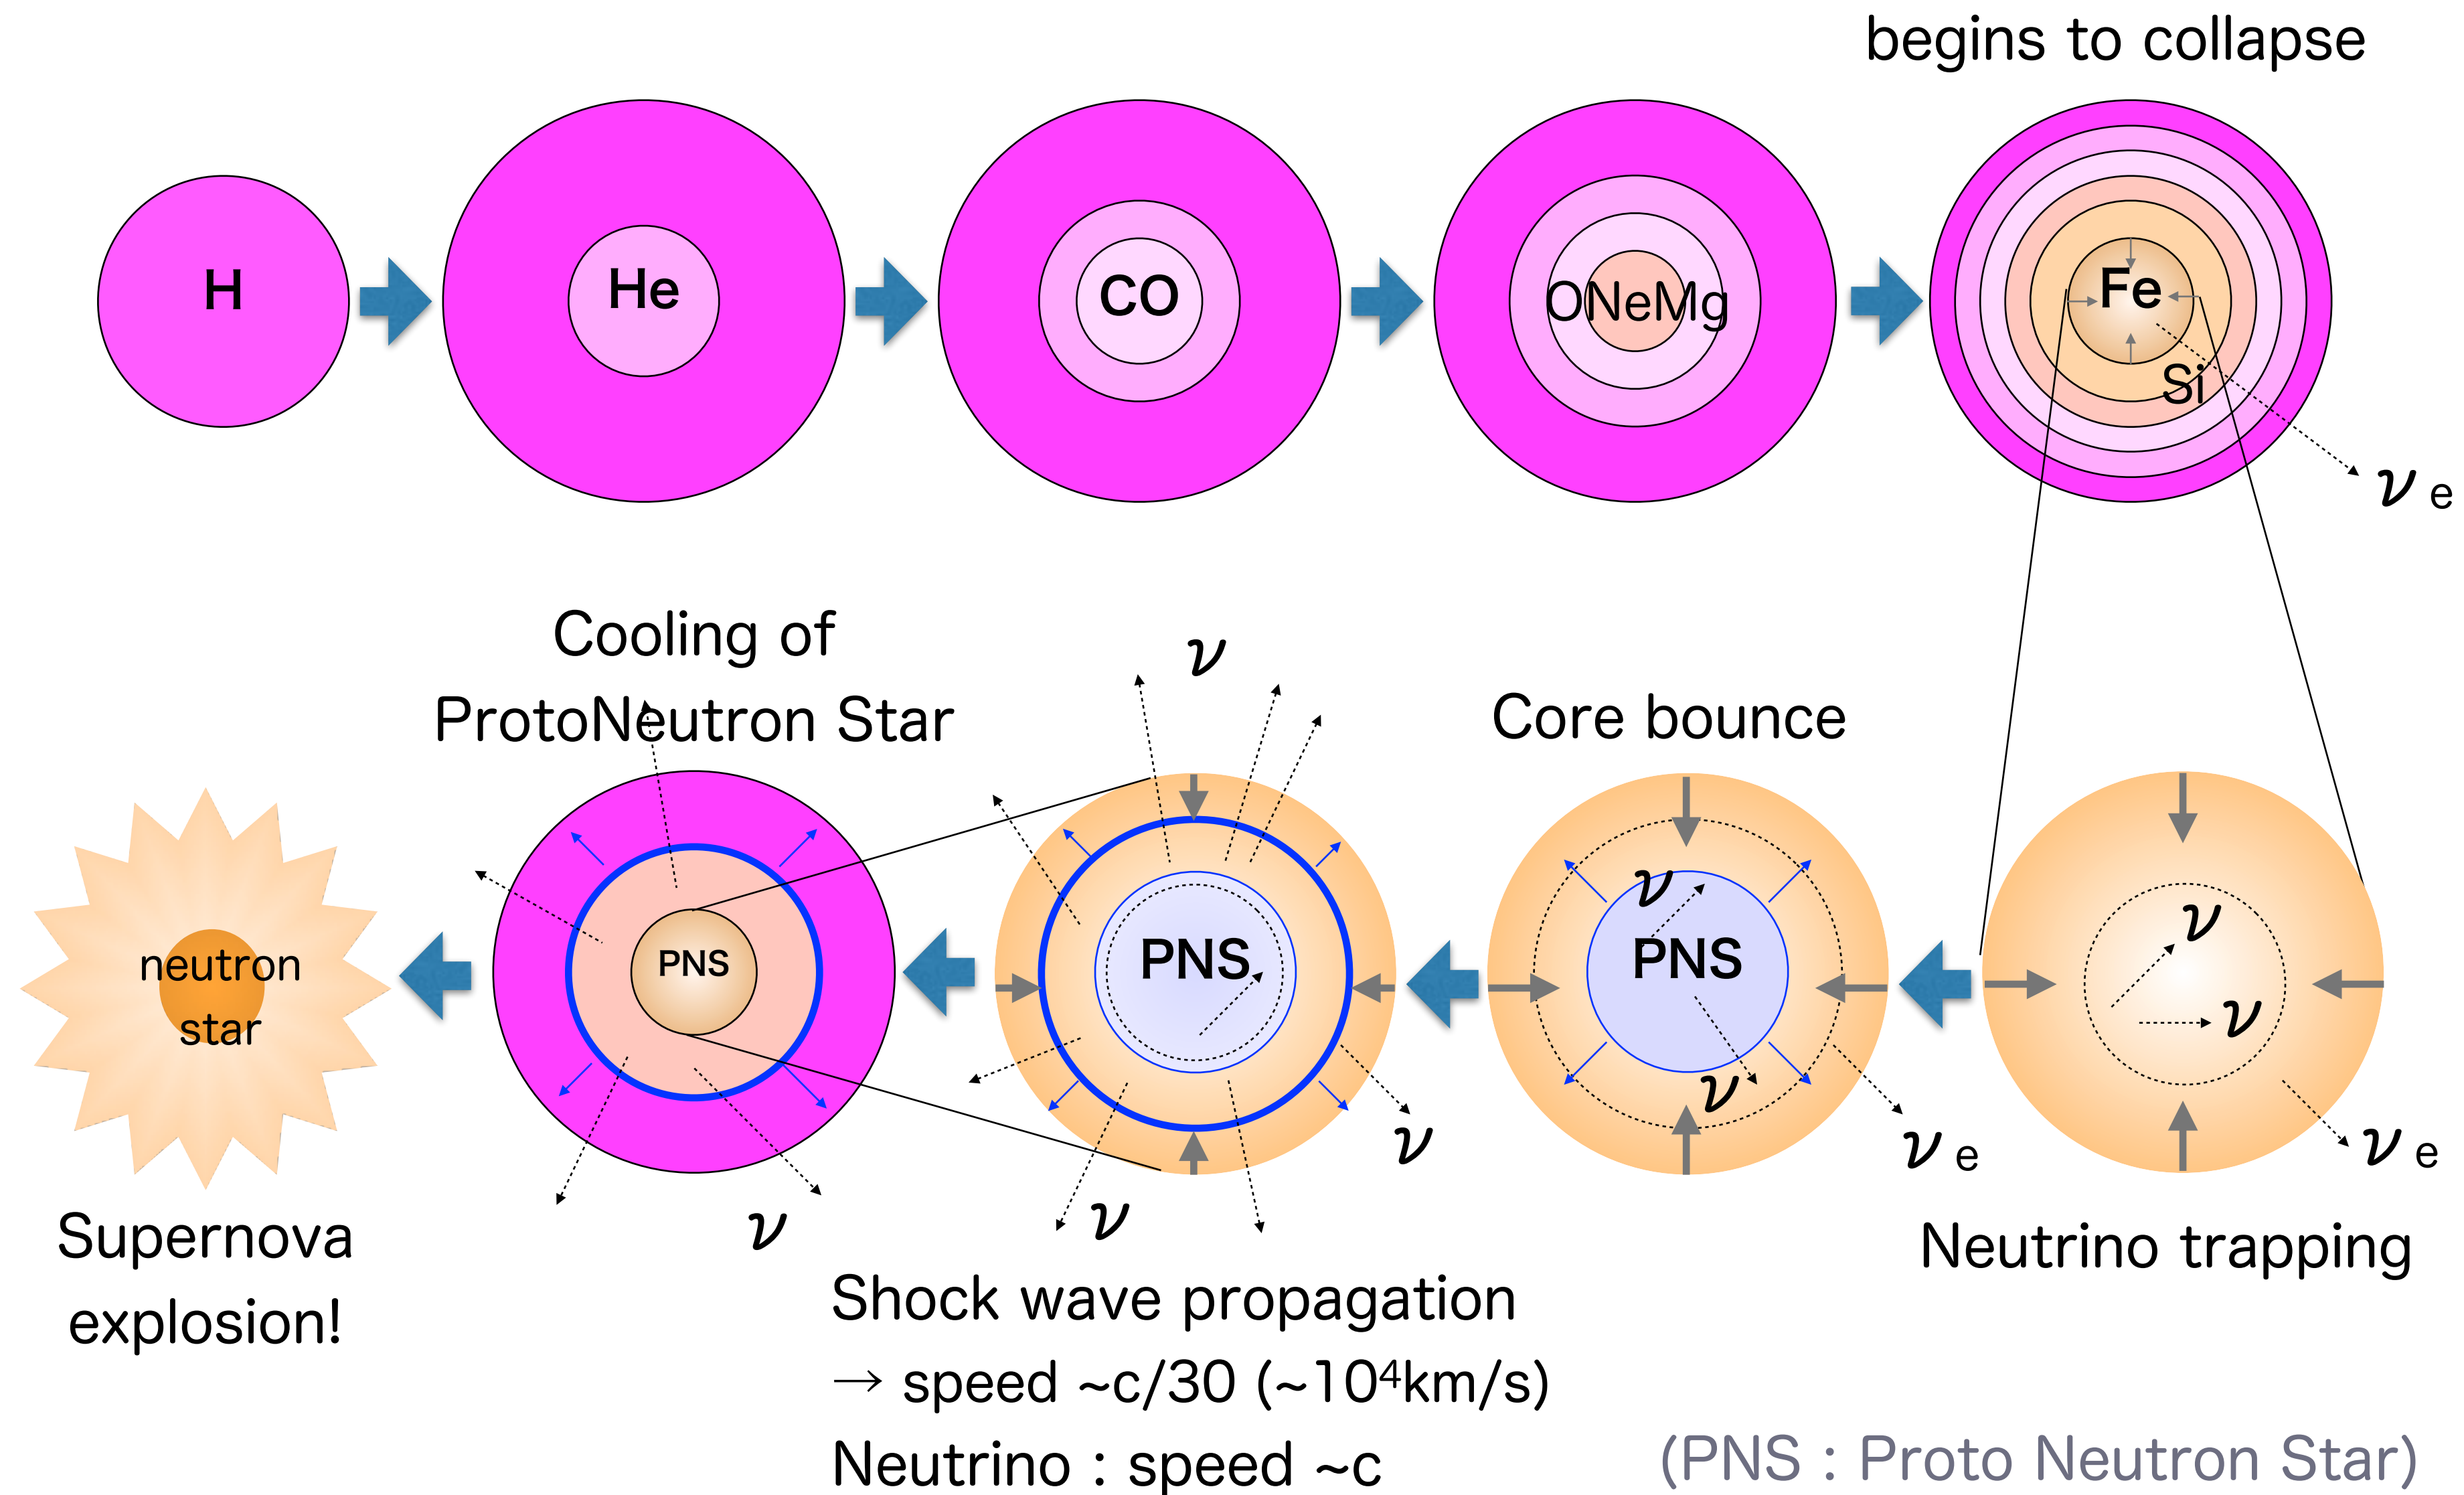 begins to collapse
H
He
CO
ONeMg
Fe
Si
ν e
Cooling of
ProtoNeutron Star
ν
Core bounce
neutron
star
PNS
PNS
ν
PNS
ν
ν
ν
ν
ν
ν
ν e
ν e
Supernova
explosion!
Neutrino trapping
Shock wave propagation
→ speed ~c/30 (~10⁴km/s)
Neutrino : speed ~c
(PNS : Proto Neutron Star)